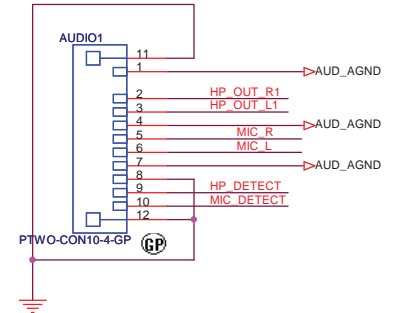 AUDIO1
11
1
AUD_AGND
2 HP_OUT_R1
3 HP_OUT_L1
4 AUD_AGND
5 MIC_R
6 MIC_L
7 AUD_AGND
8
9 HP_DETECT
10 MIC_DETECT
12
PTWO-CON10-4-GP
GP